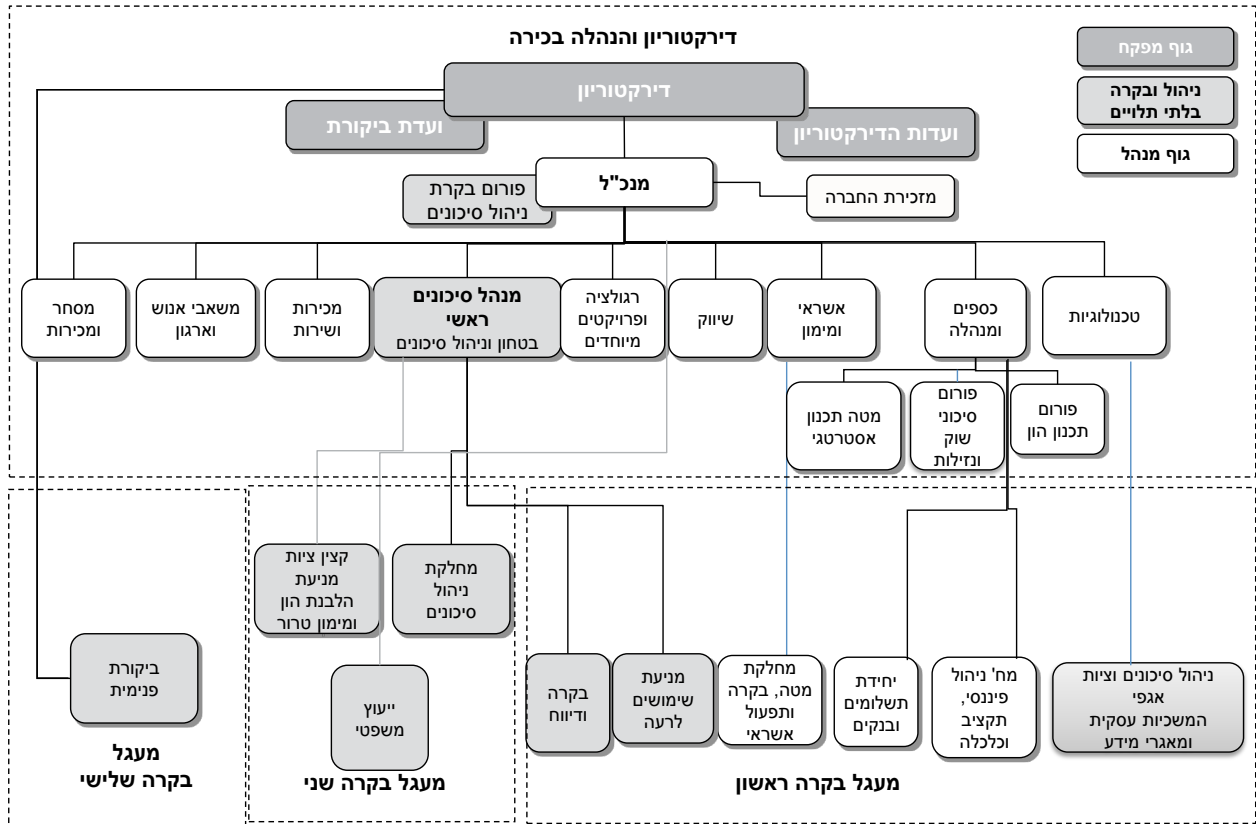 דירקטוריון והנהלה בכירה
גוף מפקח
ניהול ובקרה
בלתי תלויים
גוף מנהל
דירקטוריון
ועדות הדירקטוריון
ועדת ביקורת
מנכ"ל
פורום בקרת
ניהול סיכונים
מזכירת החברה
טכנולוגיות
כספים
ומנהלה
אשראי
ומימון
שיווק
רגולציה
ופרויקטים
מיוחדים
מנהל סיכונים
ראשי
בטחון וניהול סיכונים
מכירות
ושירות
משאבי אנוש
וארגון
מסחר
ומכירות
פורום
תכנון הון
פורום
סיכוני
שוק
ונזילות
מטה תכנון
אסטרטגי
ניהול סיכונים וציות
אגפי
המשכיות עסקית
ומאגרי מידע
מח' ניהול
פיננסי,
תקציב
וכלכלה
יחידת
תשלומים
ובנקים
מחלקת
מטה, בקרה
ותפעול
אשראי
מניעת
שימושים
לרעה
בקרה
ודיווח
מעגל בקרה ראשון
מחלקת
ניהול
סיכונים
קצין ציות
מניעת
הלבנת הון
ומימון טרור
ייעוץ
משפטי
מעגל בקרה שני
ביקורת
פנימית
מעגל
בקרה שלישי